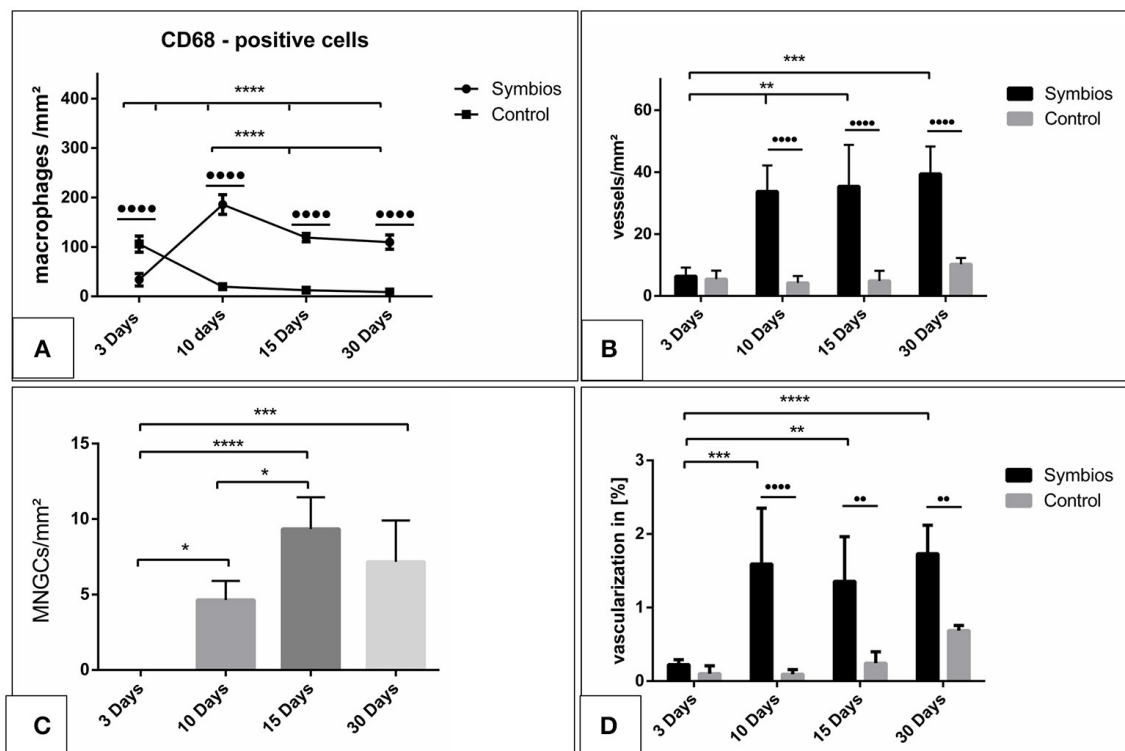 CD68 - positive cells
macrophages /mm²
400
300
200
100
0
****
****
●●●●
●●●●
●●●●
●●●●
Symbios
Control
3 Days
10 days
15 Days
30 Days
A
vessels/mm²
60
40
20
0
***
**
●●●●
●●●●
●●●●
Symbios
Control
3 Days
10 Days
15 Days
30 Days
B
MNGCs/mm²
15
10
5
0
***
****
*
*
3 Days
10 Days
15 Days
30 Days
C
vascularization in [%]
3
2
1
0
****
**
***
●●●●
●●
●●
Symbios
Control
3 Days
10 Days
15 Days
30 Days
D